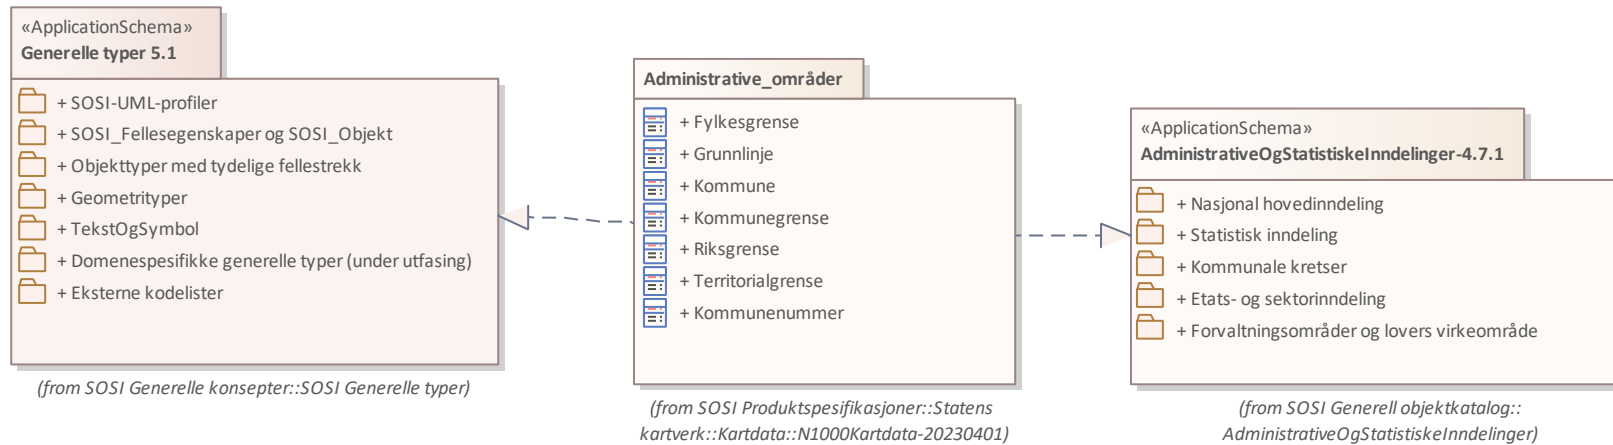 «ApplicationSchema»
Generelle typer 5.1
+ SOSI-UML-profiler
+ SOSI_Fellesegenskaper og SOSI_Objekt
+ Objekttyper med tydelige fellestrekk
+ Geometrityper
+ TekstOgSymbol
+ Domenespesifikke generelle typer (under utfasing)
+ Eksterne kodelister
(from SOSI Generelle konsepter::SOSI Generelle typer)
Administrative_områder
+ Fylkesgrense
+ Grunnlinje
+ Kommune
+ Kommunegrense
+ Riksgrense
+ Territorialgrense
+ Kommunenummer
(from SOSI Produktspesifikasjoner::Statens
kartverk::Kartdata::N1000Kartdata-20230401)
«ApplicationSchema»
AdministrativeOgStatistiskeInndelinger-4.7.1
+ Nasjonal hovedinndeling
+ Statistisk inndeling
+ Kommunale kretser
+ Etats- og sektorinndeling
+ Forvaltningsområder og lovers virkeområde
(from SOSI Generell objektkatalog::
AdministrativeOgStatistiskeInndelinger)